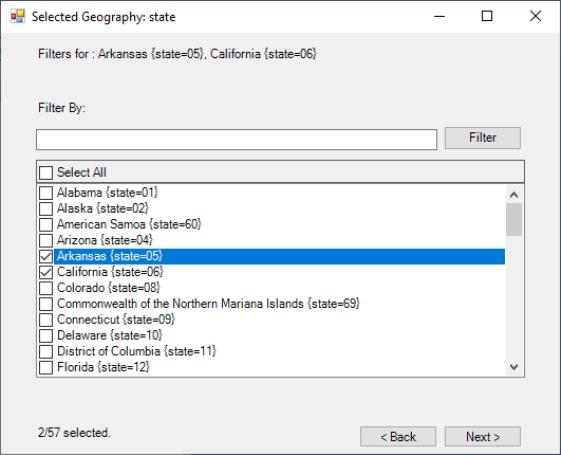 Selected Geography: state
Filters for : Arkansas {state=05}, California {state=06}
Filter By:
Filter
Select All
Alabama {state=01}
Alaska {state=02}
American Samoa {state=60}
Arizona {state=04}
Arkansas {state=05}
California {state=06}
Colorado {state=08}
Commonwealth of the Northern Mariana Islands {state=69}
Connecticut {state=09}
Delaware {state=10}
District of Columbia {state=11}
Florida {state=12}
2/57 selected.
< Back
Next >